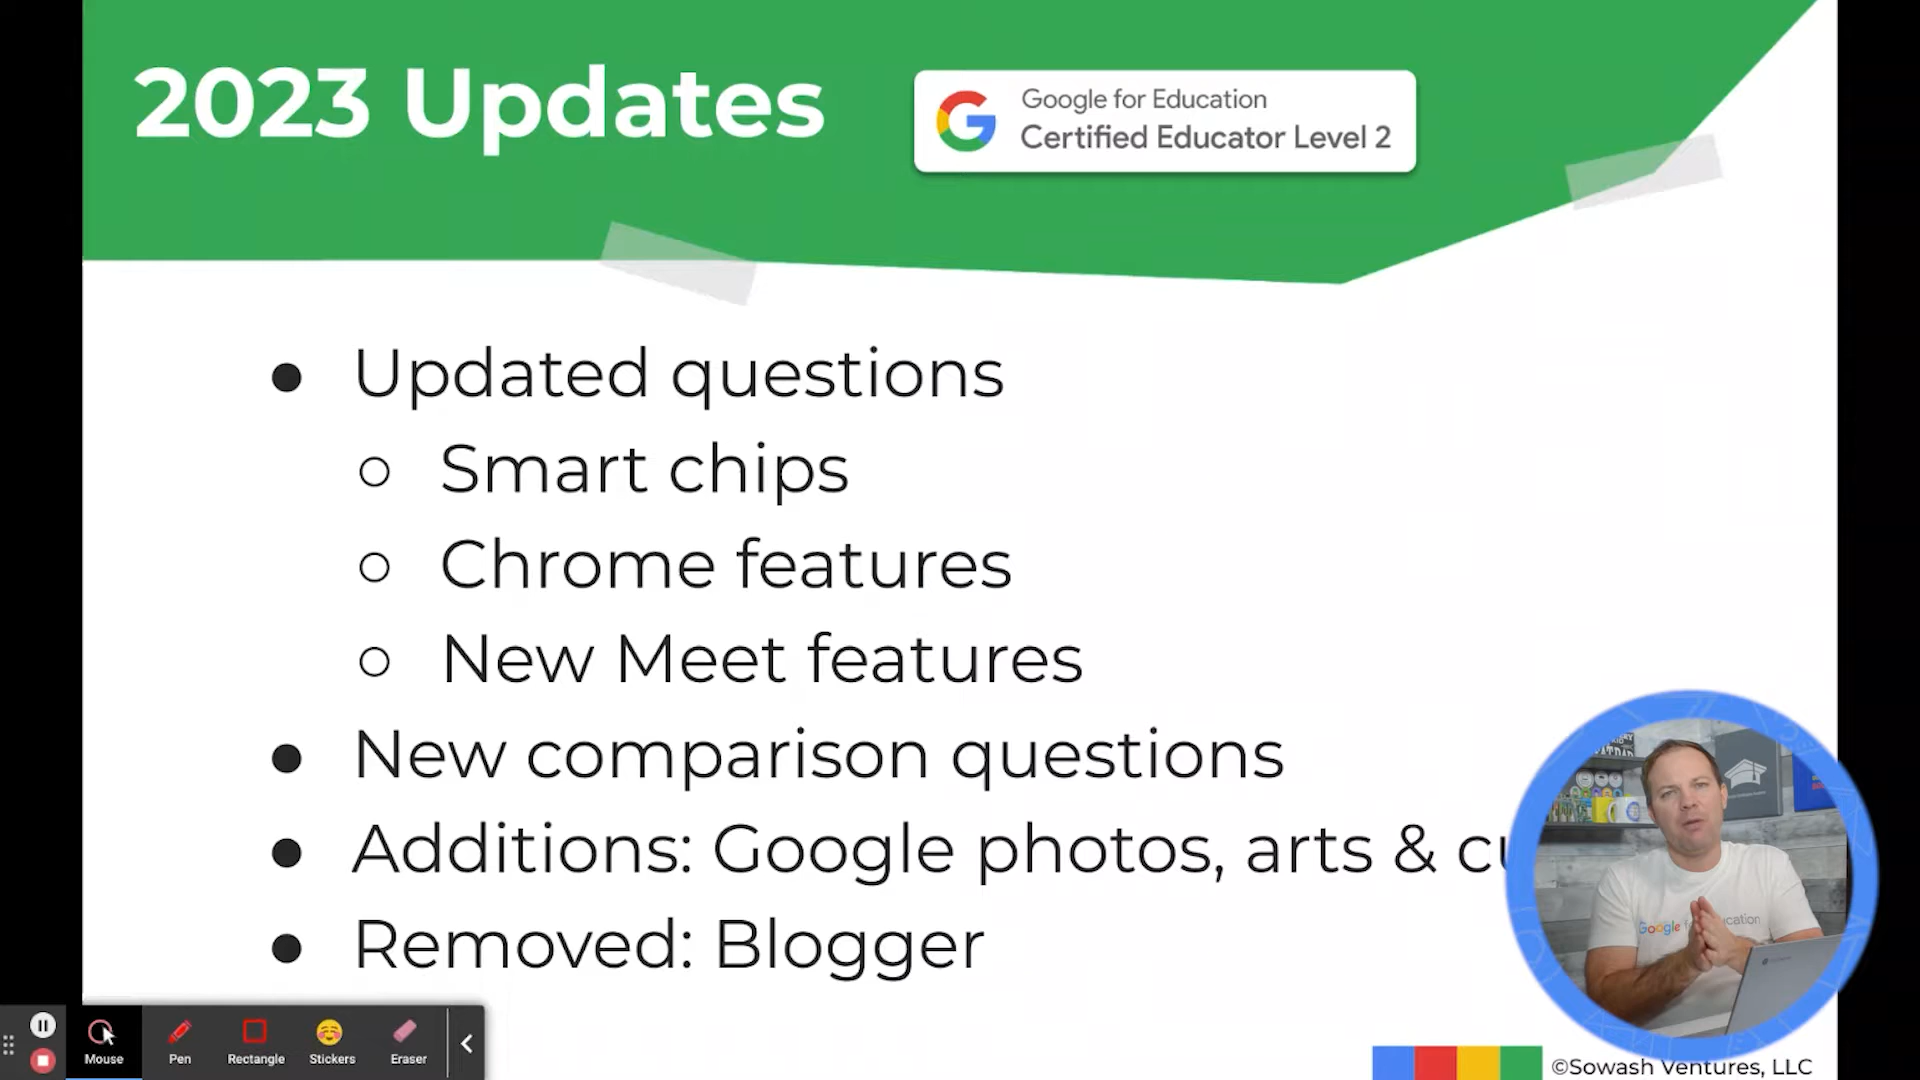 2023 Updates
Google for Education
Certified Educator Level 2
Updated questions
Smart chips
Chrome features
New Meet features
New comparison questions
Additions: Google photos, arts &
Removed: Blogger
Google
Mouse
Pen
Rectangle
Stickers
Eraser
©Sowash Ventures, LLC